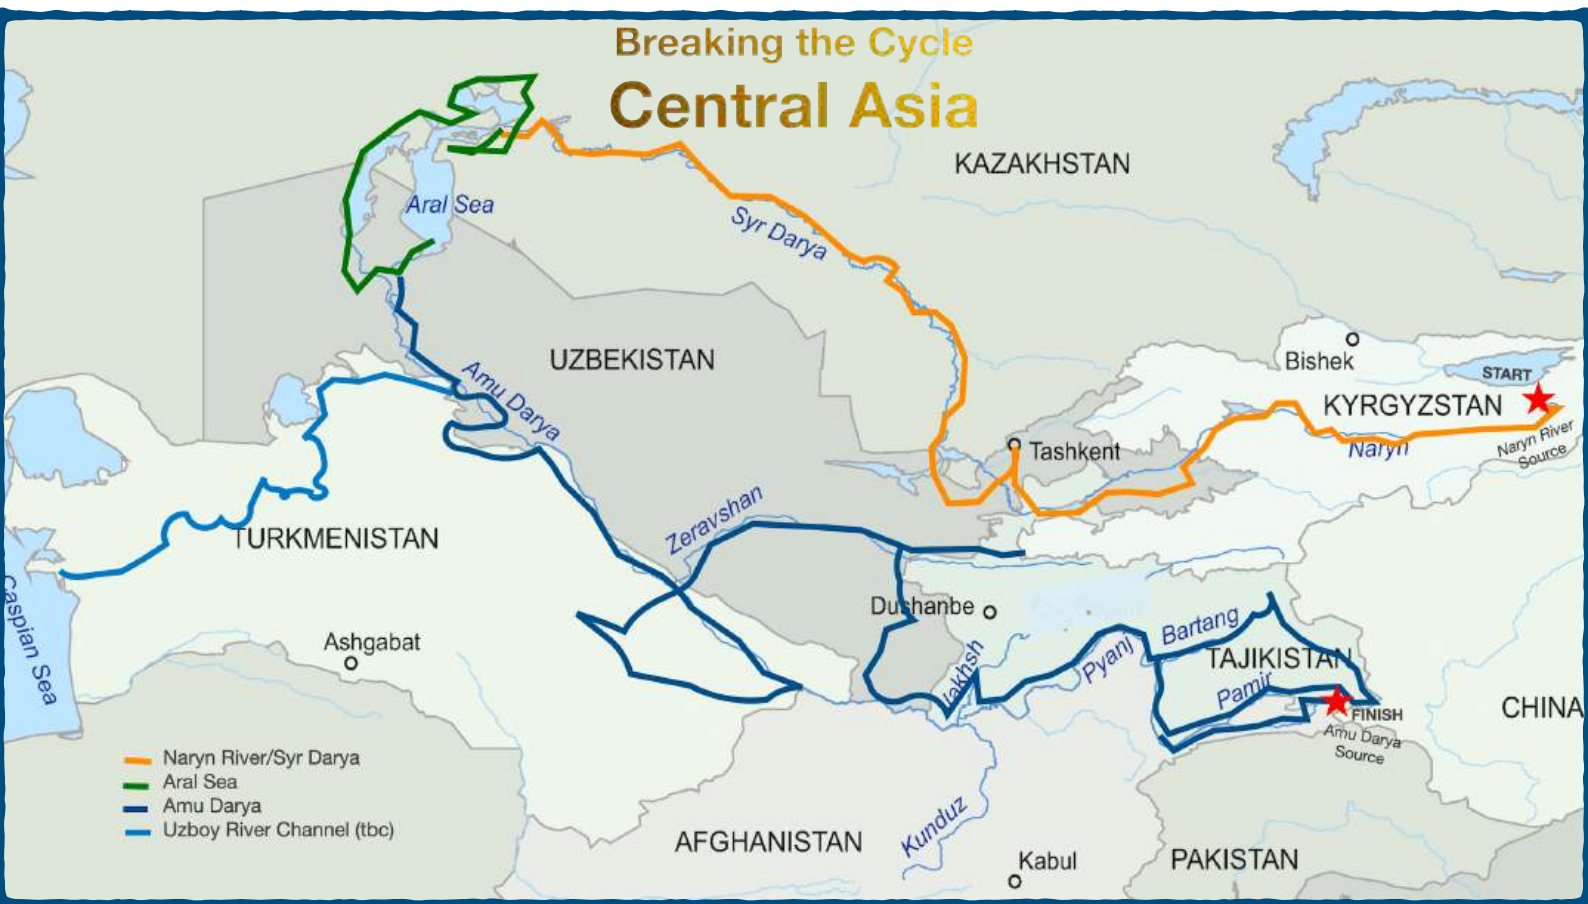 Breaking the Cycle
Central Asia
KAZAKHSTAN
Aral Sea
Syr Darya
UZBEKISTAN
Amu Darya
Bishek
START
KYRGYZSTAN
Naryn
Naryn River
Source
Tashkent
Zeravshan
TURKMENISTAN
Caspian Sea
Ashgabat
Dushanbe
Jakhsh
Pyanj
Bartang
TAJIKISTAN
Pamir
FINISH
Amu Darya
Source
CHINA
Naryn River/Syr Darya
Aral Sea
Amu Darya
Uzboy River Channel (tbc)
AFGHANISTAN
Kunduz
Kabul
PAKISTAN